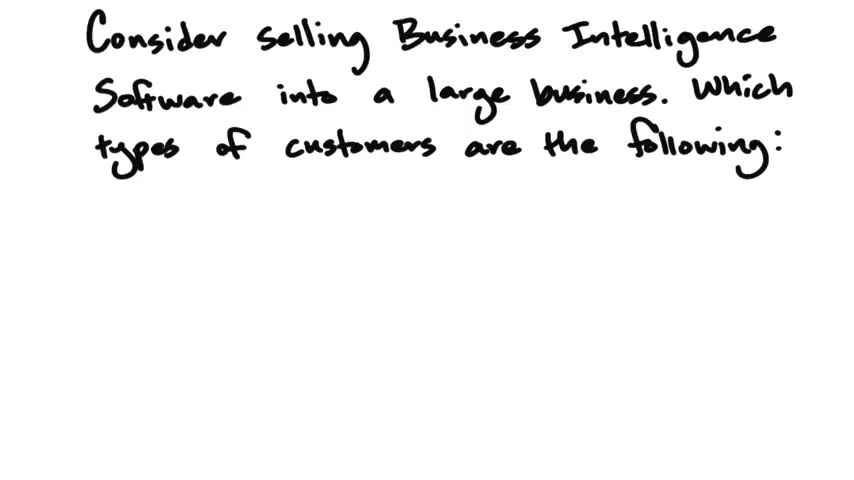 Consider selling Business Intelligence
Software into a large business. Which
types of customers are the following: